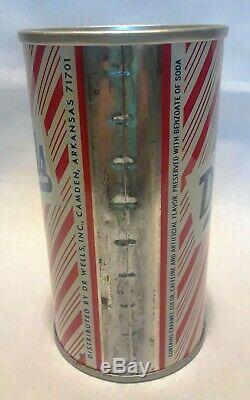 DISTRIBUTED BY DR WELLS, INC., CAMDEN, ARKANSAS 71701
CONTAINS CARAMEL COLOR, CAFFEINE AND ARTIFICIAL FLAVOR. PRESERVED WITH BENZOATE OF SODA
D